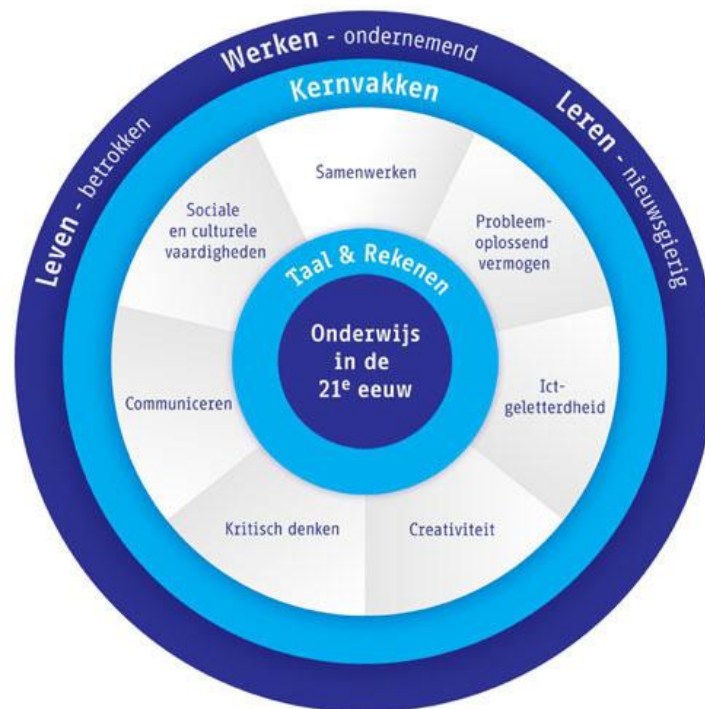 Werken - ondernemend
Leven - betrokken
Leren - nieuwsgierig
Kernvakken
Samenwerken
Sociale
en culturele
vaardigheden
Probleem-
oplossend
vermogen
Taal & Rekenen
Onderwijs
in de
21e eeuw
Communiceren
Ict-
geletterdheid
Kritisch denken
Creativiteit